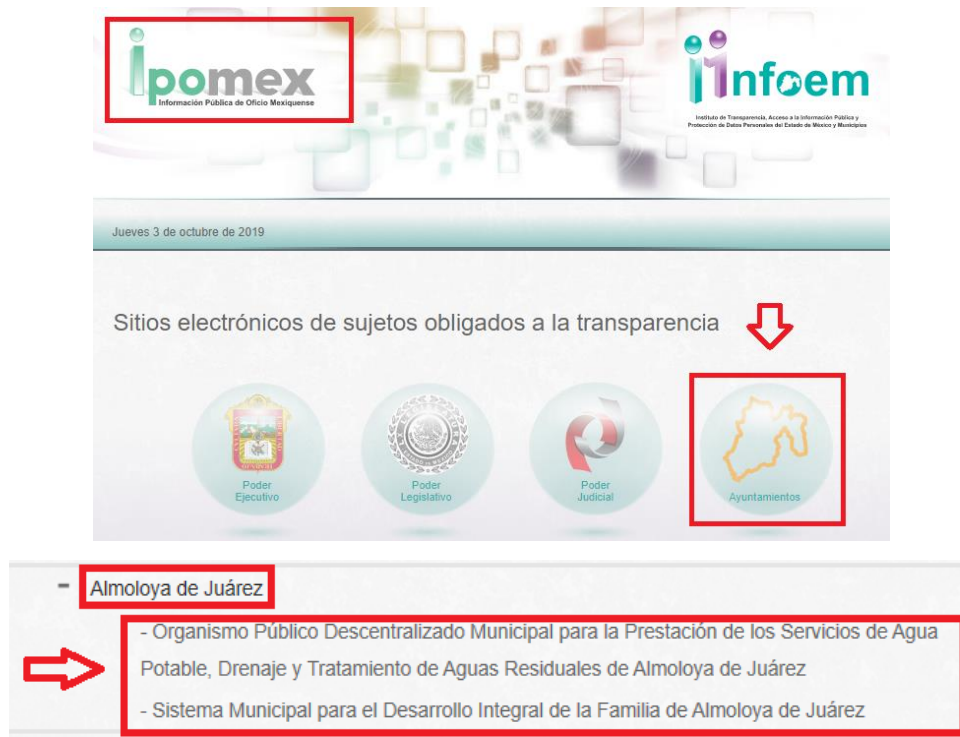 ipomex
Información Pública de Oficio Mexiquense
infoem
Instituto de Transparencia, Acceso a la Información Pública y
Protección de Datos Personales del Estado de México y Municipios
Jueves 3 de octubre de 2019
Sitios electrónicos de sujetos obligados a la transparencia
Poder
Ejecutivo
Poder
Legislativo
Poder
Judicial
Ayuntamientos
- Almoloya de Juárez
- Organismo Público Descentralizado Municipal para la Prestación de los Servicios de Agua
Potable, Drenaje y Tratamiento de Aguas Residuales de Almoloya de Juárez
- Sistema Municipal para el Desarrollo Integral de la Familia de Almoloya de Juárez